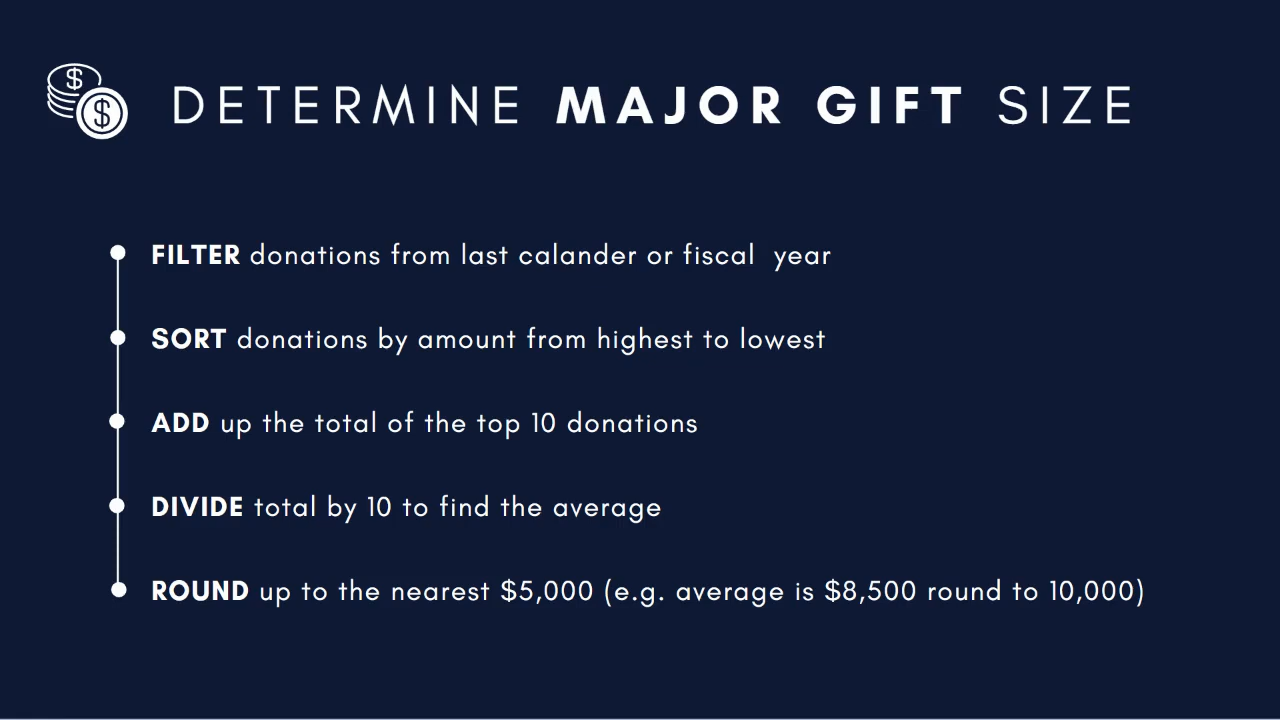 $
$
DETERMINE MAJOR GIFT SIZE
FILTER donations from last calander or fiscal  year
SORT donations by amount from highest to lowest
ADD up the total of the top 10 donations
DIVIDE total by 10 to find the average
ROUND up to the nearest $5,000 (e.g. average is $8,500 round to 10,000)